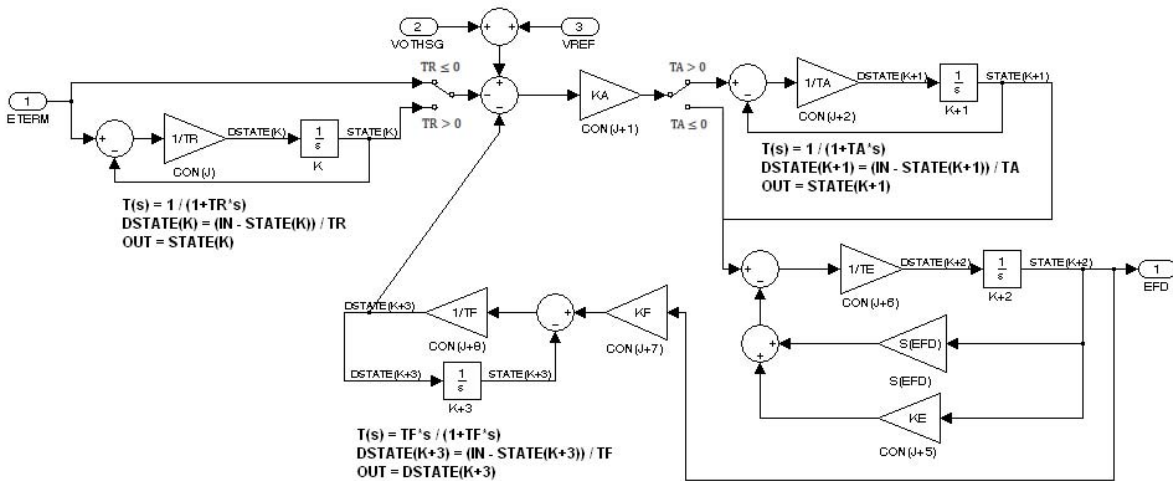 2
VOTHSG
+
+
3
VREF
TR ≤ 0
TR > 0
1
ETERM
+
−
1/TR
CON(J)
DSTATE(K)
1
s
K
STATE(K)
T(s) = 1 / (1+TR*s)
DSTATE(K) = (IN - STATE(K)) / TR
OUT = STATE(K)
+
−
+
−
KA
CON(J+1)
TA > 0
TA ≤ 0
+
−
1/TA
CON(J+2)
DSTATE(K+1)
1
s
K+1
STATE(K+1)
T(s) = 1 / (1+TA*s)
DSTATE(K+1) = (IN - STATE(K+1)) / TA
OUT = STATE(K+1)
+
−
1/TE
CON(J+6)
DSTATE(K+2)
1
s
K+2
STATE(K+2)
1
EFD
+
+
S(EFD)
S(EFD)
KE
CON(J+5)
DSTATE(K+3)
1/TF
CON(J+8)
+
−
KF
CON(J+7)
DSTATE(K+3)
1
s
K+3
STATE(K+3)
T(s) = TF*s / (1+TF*s)
DSTATE(K+3) = (IN - STATE(K+3)) / TF
OUT = DSTATE(K+3)